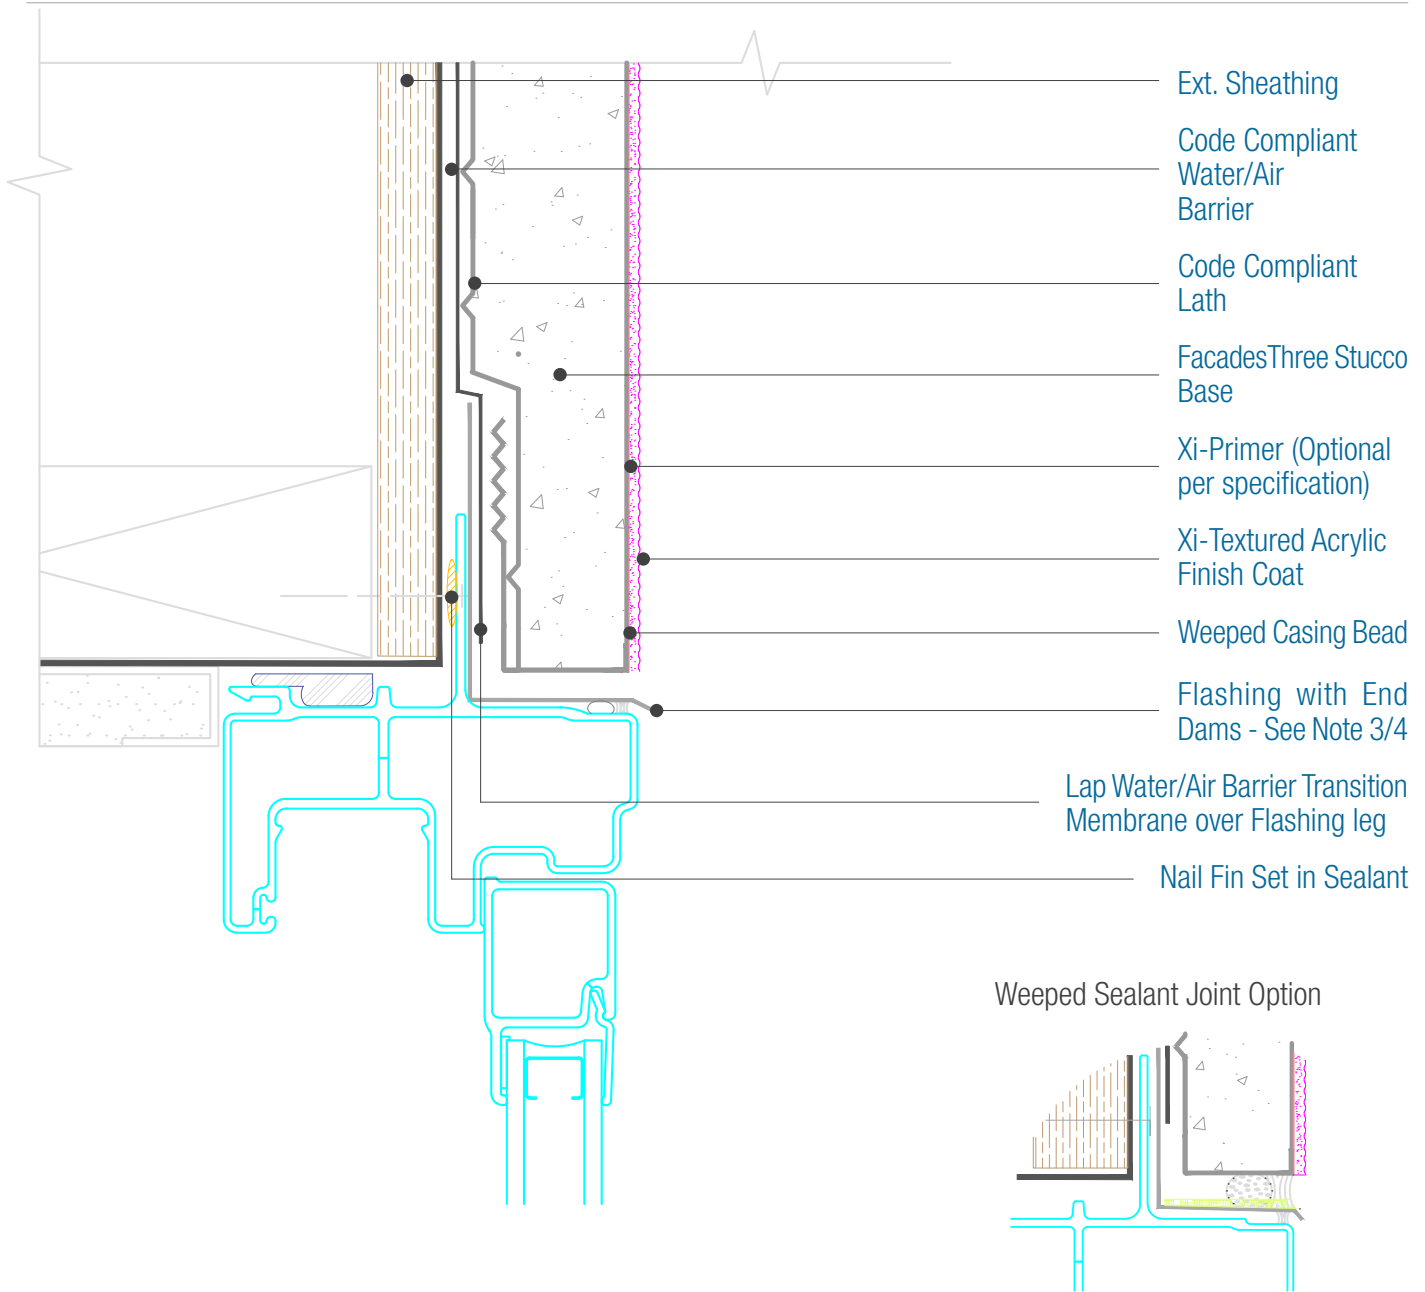 Ext. Sheathing
Code Compliant
Water/Air
Barrier
Code Compliant
Lath
FacadesThree Stucco
Base
Xi-Primer (Optional
per specification)
Xi-Textured Acrylic
Finish Coat
Weeped Casing Bead
Flashing with End
Dams - See Note 3/4
Lap Water/Air Barrier Transition
Membrane over Flashing leg
Nail Fin Set in Sealant
Weeped Sealant Joint Option